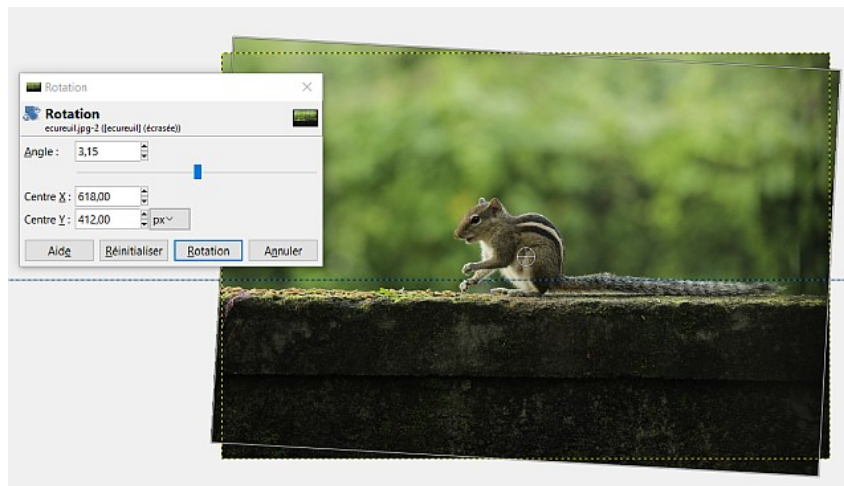 Rotation
Rotation
ecureuil.jpg-2 ([ecureuil] (écrasée))
Angle : 3,15
Centre X : 618,00
Centre Y : 412,00 px
Aide Réinitialiser Rotation Annuler